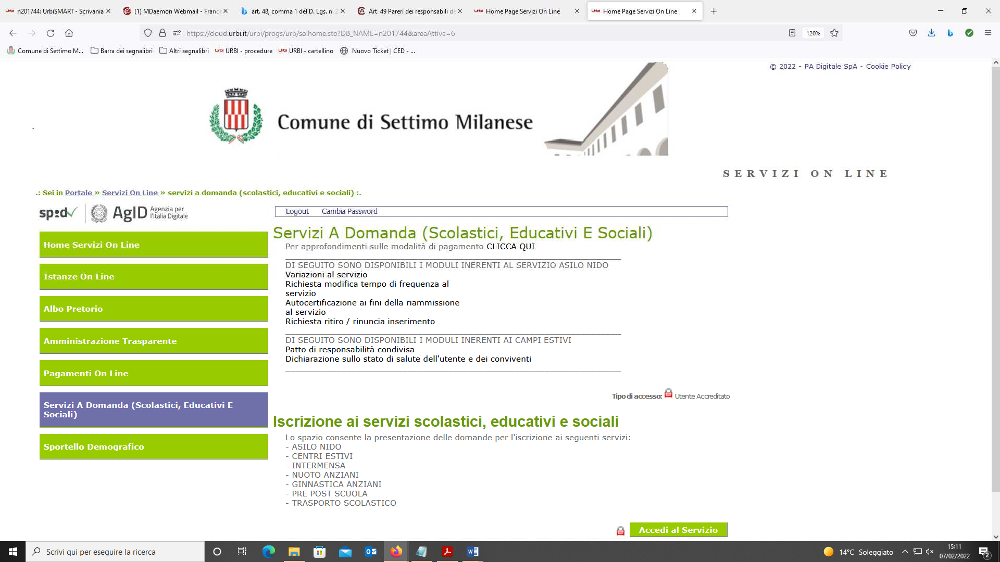 n201744: UrbiSMART - Scrivania
(1) MDaemon Webmail - France
art. 48, comma 1 del D. Lgs. n. 2
Art. 49 Pareri dei responsabili de
Home Page Servizi On Line
Home Page Servizi On Line
https://cloud.urbi.it/urbi/progs/urp/solhome.sto?DB_NAME=n201744&areaAttiva=6
120%
Comune di Settimo M...
Barra dei segnalibri
Altri segnalibri
URBI - procedure
URBI - cartellino
Nuovo Ticket | CED - ...
© 2022 - PA Digitale SpA - Cookie Policy
Comune di Settimo Milanese
SERVIZI ON LINE
.: Sei in Portale » Servizi On Line » servizi a domanda (scolastici, educativi e sociali) :.
spid
AgID Agenzia per
l'Italia Digitale
Logout
Cambia Password
Home Servizi On Line
Istanze On Line
Albo Pretorio
Amministrazione Trasparente
Pagamenti On Line
Servizi A Domanda (Scolastici, Educativi E
Sociali)
Sportello Demografico
Servizi A Domanda (Scolastici, Educativi E Sociali)
Per approfondimenti sulle modalità di pagamento CLICCA QUI
DI SEGUITO SONO DISPONIBILI I MODULI INERENTI AL SERVIZIO ASILO NIDO
Variazioni al servizio
Richiesta modifica tempo di frequenza al
servizio
Autocertificazione ai fini della riammissione
al servizio
Richiesta ritiro / rinuncia inserimento
DI SEGUITO SONO DISPONIBILI I MODULI INERENTI AI CAMPI ESTIVI
Patto di responsabilità condivisa
Dichiarazione sullo stato di salute dell'utente e dei conviventi
Tipo di accesso: Utente Accreditato
Iscrizione ai servizi scolastici, educativi e sociali
Lo spazio consente la presentazione delle domande per l'iscrizione ai seguenti servizi:
- ASILO NIDO
- CENTRI ESTIVI
- INTERMENSA
- NUOTO ANZIANI
- GINNASTICA ANZIANI
- PRE POST SCUOLA
- TRASPORTO SCOLASTICO
Accedi al Servizio
Scrivi qui per eseguire la ricerca
14°C Soleggiato
15:11
07/02/2022
2